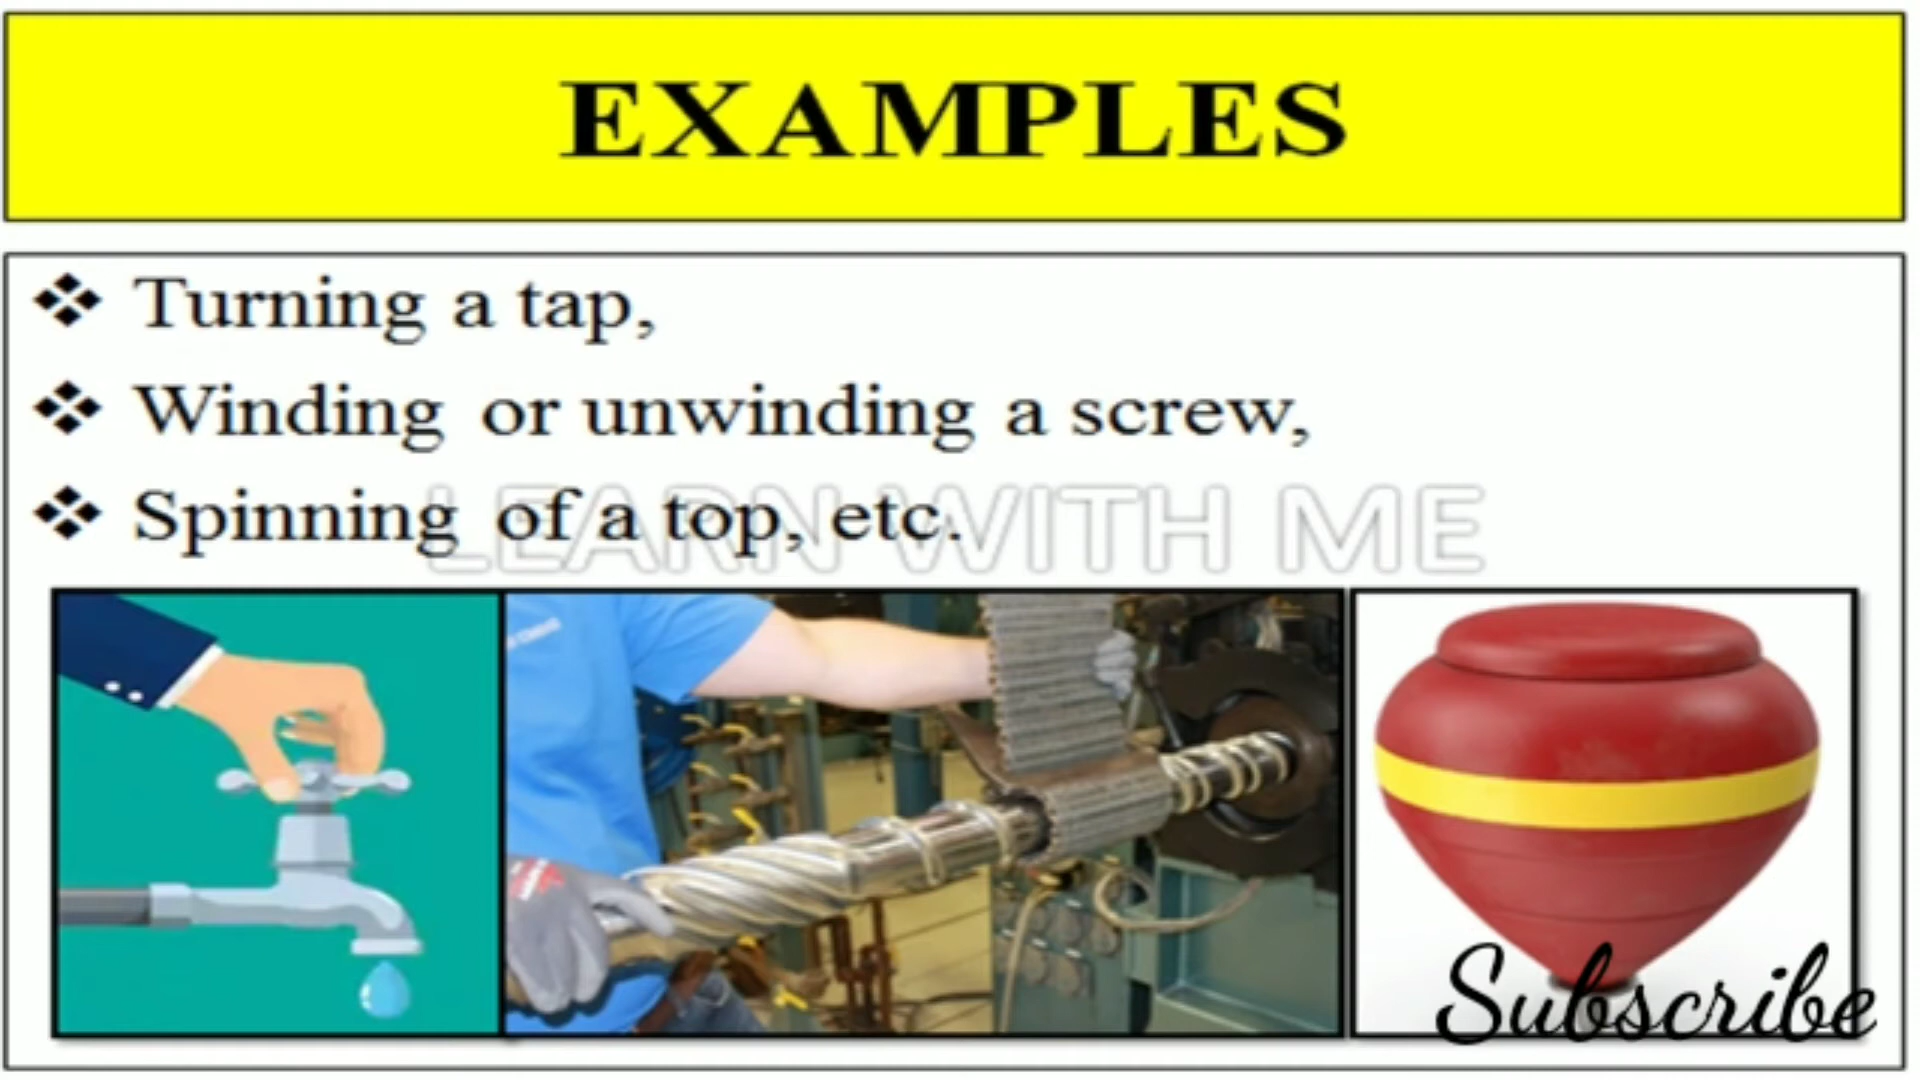 EXAMPLES
❖ Turning a tap,
❖ Winding or unwinding a screw,
❖ Spinning of a top, etc.
LEARN WITH ME
Subscribe